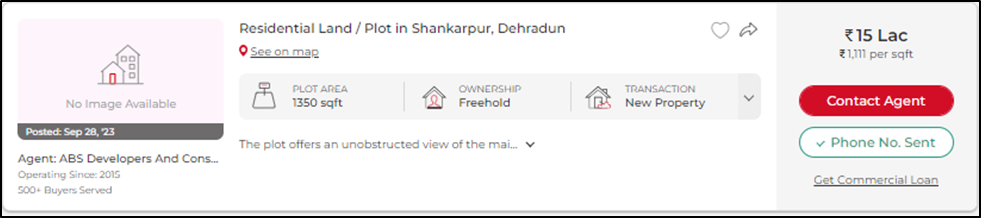 No Image Available
Posted: Sep 28, '23
Agent: ABS Developers And Cons...
Operating Since: 2015
500+ Buyers Served
Residential Land / Plot in Shankarpur, Dehradun
See on map
PLOT AREA
1350 sqft
OWNERSHIP
Freehold
TRANSACTION
New Property
The plot offers an unobstructed view of the mai...
₹15 Lac
₹1,111 per sqft
Contact Agent
Phone No. Sent
Get Commercial Loan